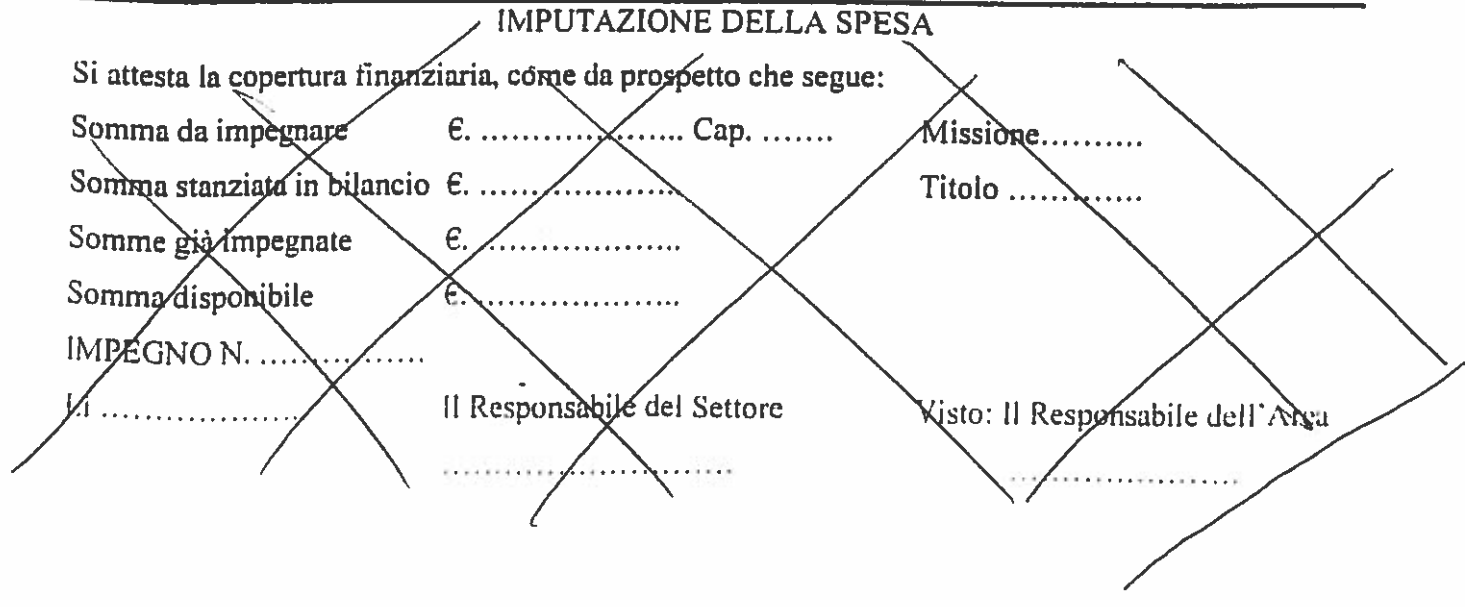 IMPUTAZIONE DELLA SPESA
Si attesta la copertura finanziaria, come da prospetto che segue:
Somma da impegnare €. .................... Cap. ....... Missione..........
Somma stanziata in bilancio €. ................... Titolo .............
Somme già impegnate €. ...................
Somma disponibile €. ...................
IMPEGNO N. ................
Lì ................... Il Responsabile del Settore Visto: Il Responsabile dell'Area
............................ ......................